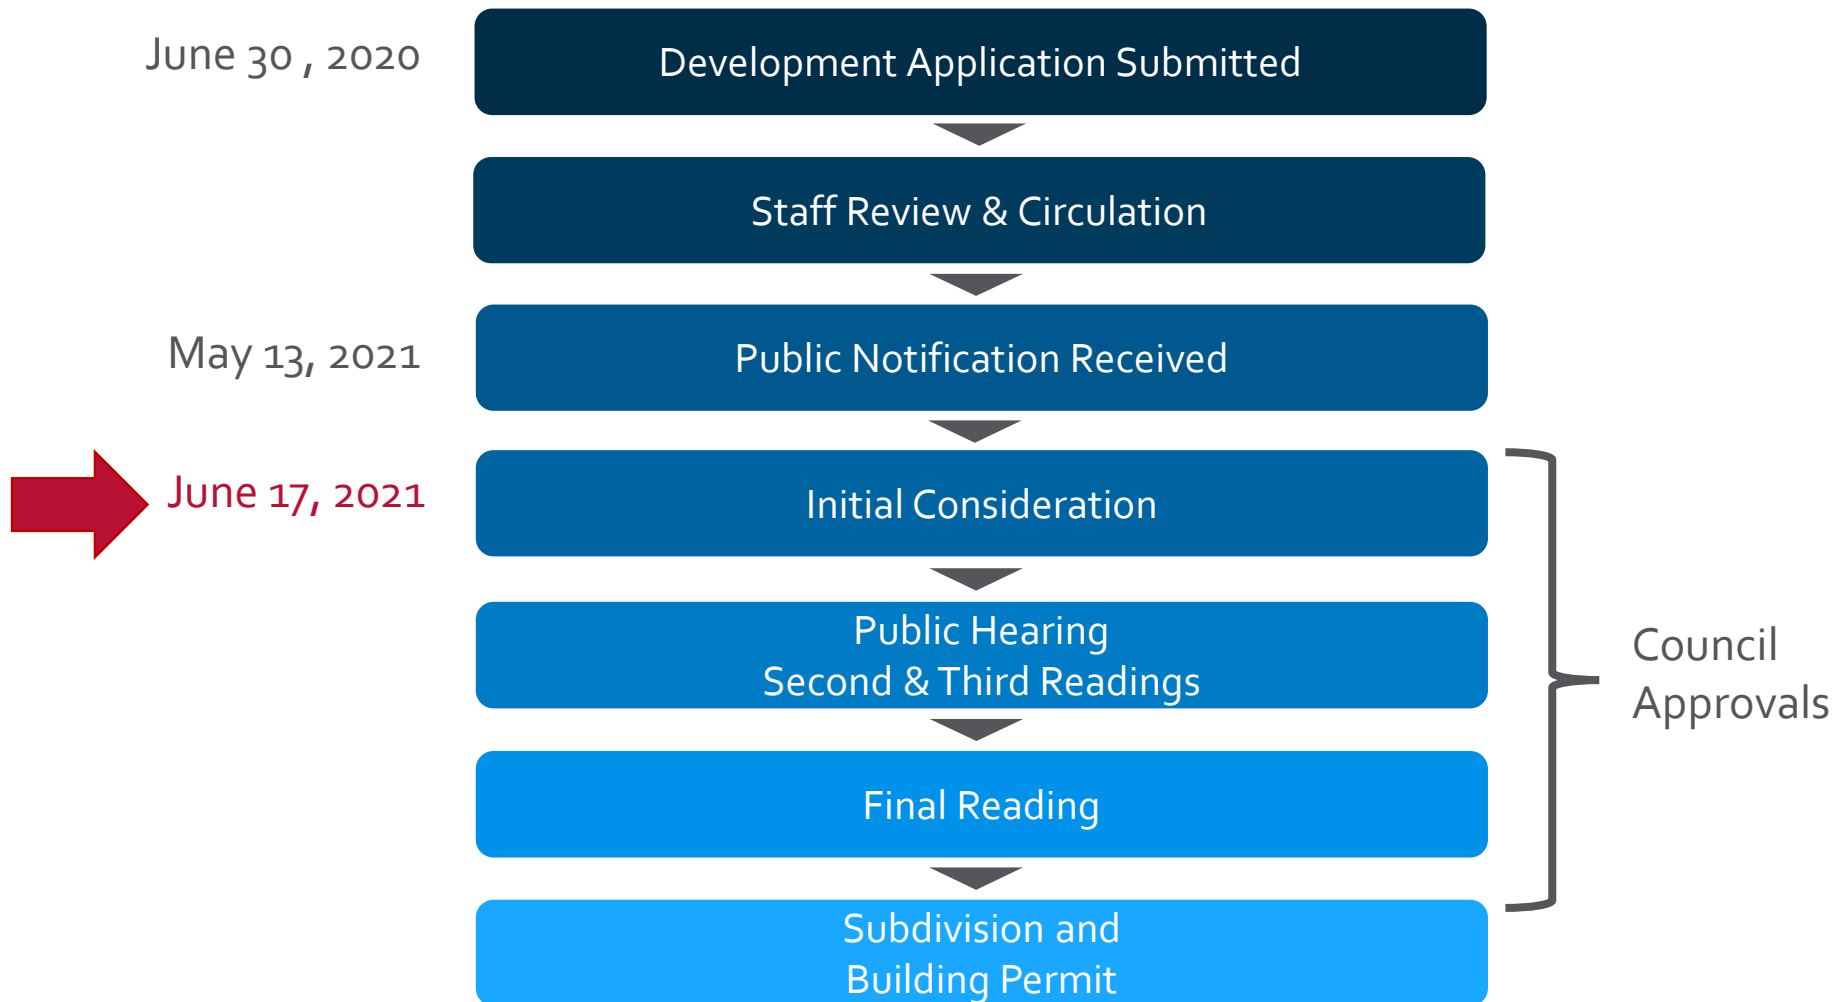 June 30 , 2020
Development Application Submitted
Staff Review & Circulation
May 13, 2021
Public Notification Received
June 17, 2021
Initial Consideration
Public Hearing
Second & Third Readings
Council
Approvals
Final Reading
Subdivision and
Building Permit